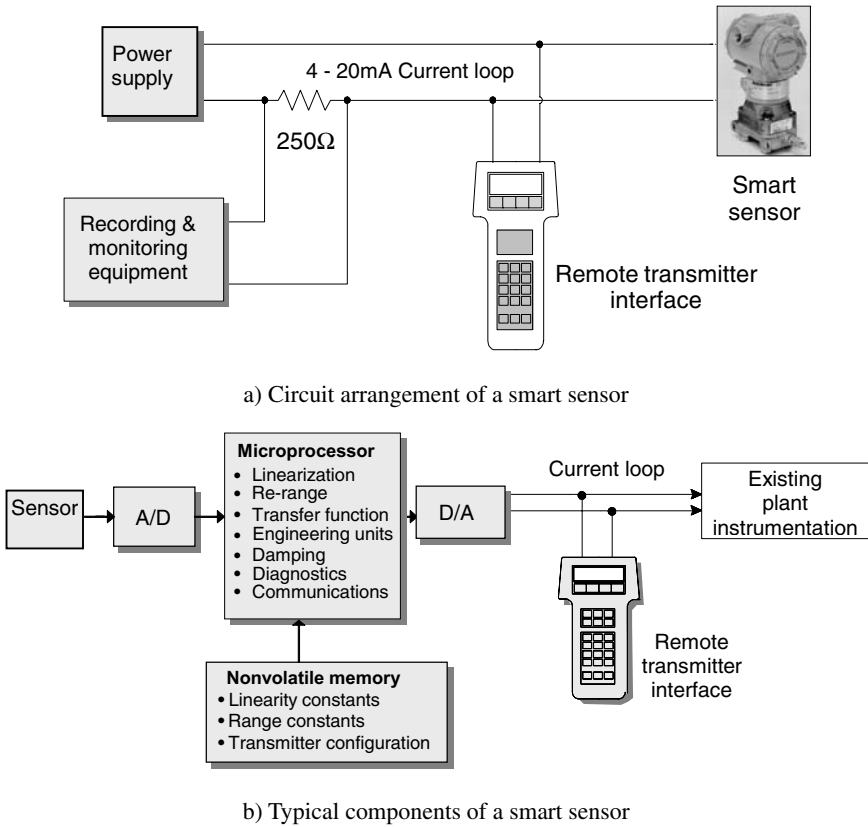 Power
supply
4 - 20mA Current loop
250Ω
Recording &
monitoring
equipment
Smart
sensor
Remote transmitter
interface
a) Circuit arrangement of a smart sensor
Sensor
A/D
Microprocessor
• Linearization
• Re-range
• Transfer function
• Engineering units
• Damping
• Diagnostics
• Communications
D/A
Current loop
Existing
plant
instrumentation
Remote
transmitter
interface
Nonvolatile memory
• Linearity constants
• Range constants
• Transmitter configuration
b) Typical components of a smart sensor